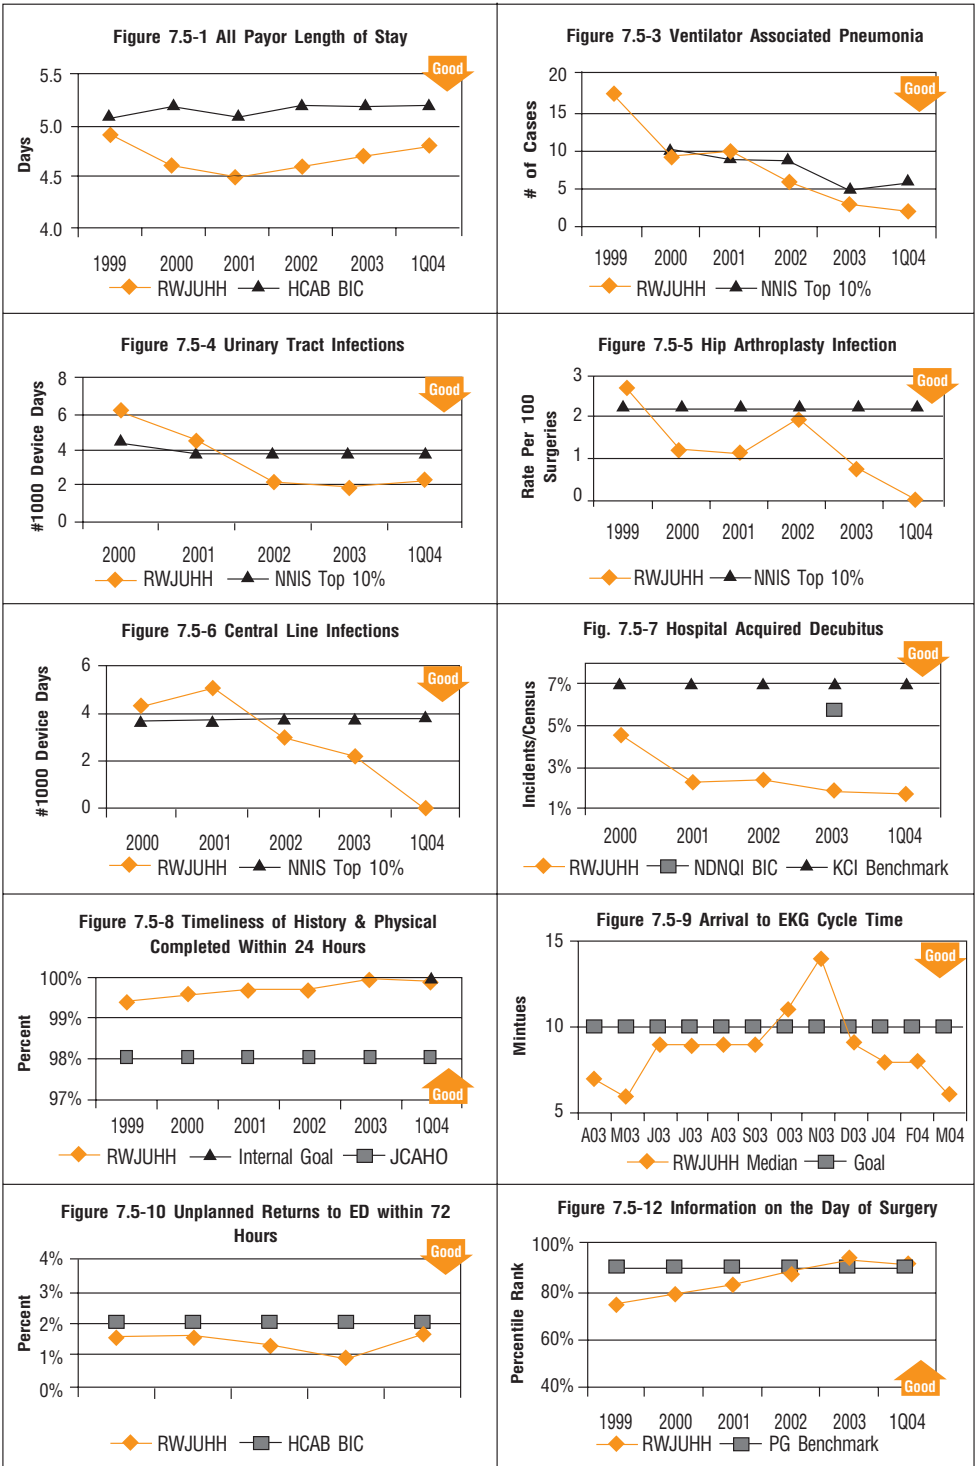 Figure 7.5-1 All Payor Length of Stay
Good
5.5
5.0
4.5
4.0
Days
1999 2000 2001 2002 2003 1Q04
RWJUHH HCAB BIC
Figure 7.5-3 Ventilator Associated Pneumonia
Good
20
15
10
5
0
# of Cases
1999 2000 2001 2002 2003 1Q04
RWJUHH NNIS Top 10%
Figure 7.5-4 Urinary Tract Infections
Good
8
6
4
2
0
#1000 Device Days
2000 2001 2002 2003 1Q04
RWJUHH NNIS Top 10%
Figure 7.5-5 Hip Arthroplasty Infection
Good
3
2
1
0
Rate Per 100
Surgeries
1999 2000 2001 2002 2003 1Q04
RWJUHH NNIS Top 10%
Figure 7.5-6 Central Line Infections
Good
6
4
2
0
#1000 Device Days
2000 2001 2002 2003 1Q04
RWJUHH NNIS Top 10%
Fig. 7.5-7 Hospital Acquired Decubitus
Good
7%
5%
3%
1%
Incidents/Census
2000 2001 2002 2003 1Q04
RWJUHH NDNQI BIC KCI Benchmark
Figure 7.5-8 Timeliness of History & Physical
Completed Within 24 Hours
100%
99%
98%
97%
Percent
Good
1999 2000 2001 2002 2003 1Q04
RWJUHH Internal Goal JCAHO
Figure 7.5-9 Arrival to EKG Cycle Time
Good
15
10
5
Mintues
A03 M03 J03 J03 A03 S03 O03 N03 D03 J04 F04 M04
RWJUHH Median Goal
Figure 7.5-10 Unplanned Returns to ED within 72
Hours
Good
4%
3%
2%
1%
0%
Percent
RWJUHH HCAB BIC
Figure 7.5-12 Information on the Day of Surgery
100%
80%
60%
40%
Percentile Rank
Good
1999 2000 2001 2002 2003 1Q04
RWJUHH PG Benchmark